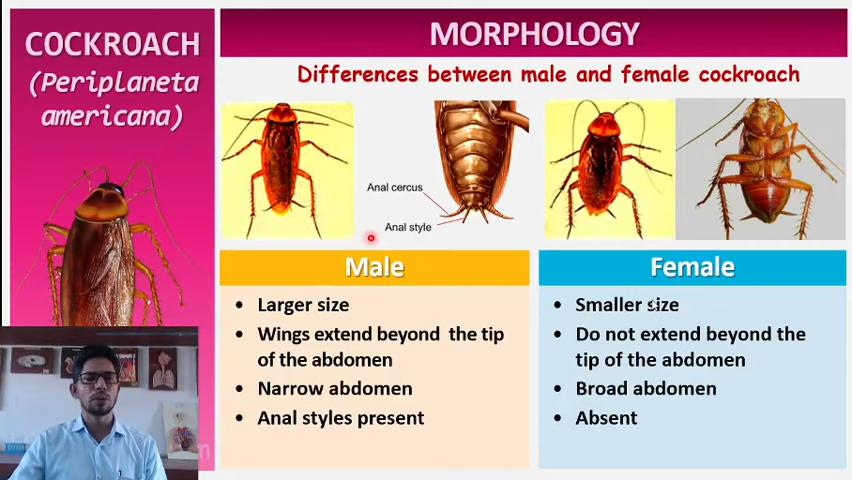 COCKROACH
(Periplaneta
americana)
MORPHOLOGY
Differences between male and female cockroach
Anal cercus
Anal style
Male
• Larger size
• Wings extend beyond the tip
of the abdomen
• Narrow abdomen
• Anal styles present
Female
• Smaller size
• Do not extend beyond the
tip of the abdomen
• Broad abdomen
• Absent